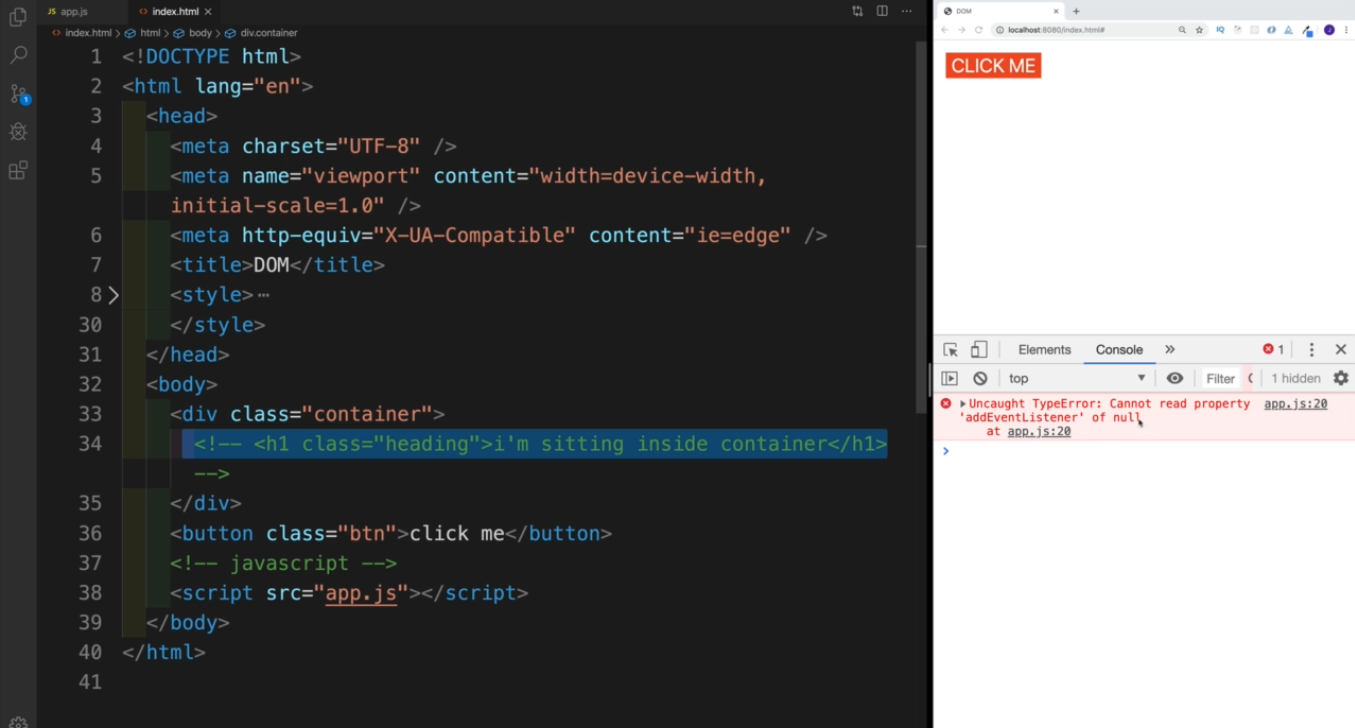 JS app.js
<> index.html ×
<> index.html > html > body > div.container
1 <!DOCTYPE html>
2 <html lang="en">
3 <head>
4 <meta charset="UTF-8" />
5 <meta name="viewport" content="width=device-width,
initial-scale=1.0" />
6 <meta http-equiv="X-UA-Compatible" content="ie=edge" />
7 <title>DOM</title>
8 <style>…
30 </style>
31 </head>
32 <body>
33 <div class="container">
34 <!-- <h1 class="heading">i'm sitting inside container</h1>
-->
35 </div>
36 <button class="btn">click me</button>
37 <!-- javascript -->
38 <script src="app.js"></script>
39 </body>
40 </html>
41
1
DOM
localhost:8080/index.html#
IQ
J
CLICK ME
Elements Console » 1
top Filter 1 hidden
Uncaught TypeError: Cannot read property app.js:20
'addEventListener' of null
at app.js:20